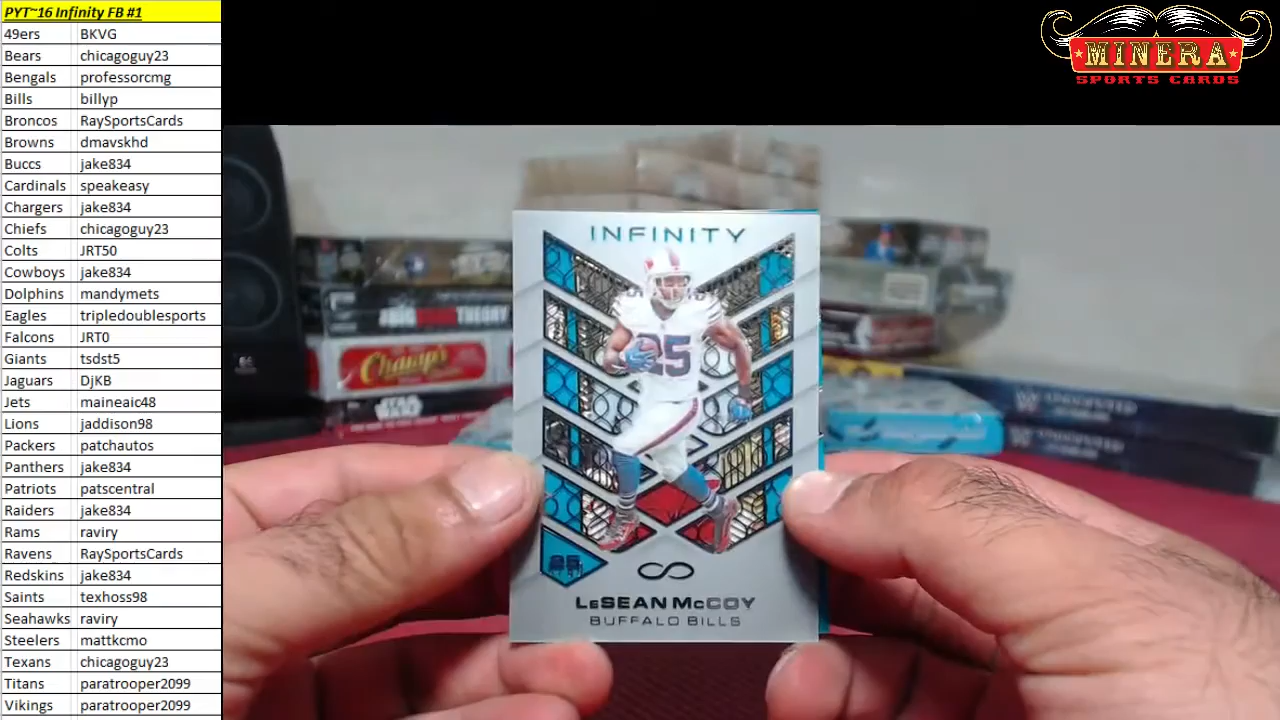 PYT~16 Infinity FB #1
49ers BKVG
Bears chicagoguy23
Bengals professorcmg
Bills billyp
Broncos RaySportsCards
Browns dmavskhd
Buccs jake834
Cardinals speakeasy
Chargers jake834
Chiefs chicagoguy23
Colts JRT50
Cowboys jake834
Dolphins mandymets
Eagles tripledoublesports
Falcons JRT0
Giants tsdst5
Jaguars DjKB
Jets maineaic48
Lions jaddison98
Packers patchautos
Panthers jake834
Patriots patscentral
Raiders jake834
Rams raviry
Ravens RaySportsCards
Redskins jake834
Saints texhoss98
Seahawks raviry
Steelers mattkcmo
Texans chicagoguy23
Titans paratrooper2099
Vikings paratrooper2099
MINERA
SPORTS CARDS
INFINITY
25
25
LeSEAN McCOY
BUFFALO BILLS
THEORY
Champ's
STAR
WARS